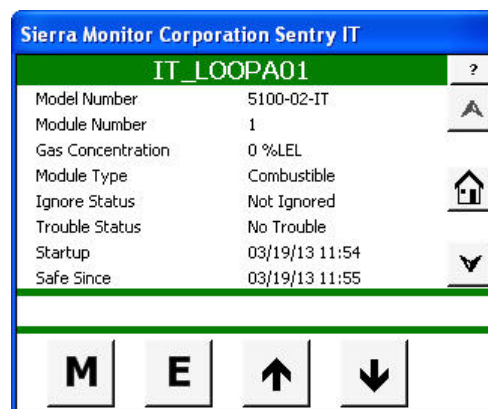 Sierra Monitor Corporation Sentry IT
IT_LOOPA01
?
Model Number 5100-02-IT
Module Number 1
Gas Concentration 0 %LEL
Module Type Combustible
Ignore Status Not Ignored
Trouble Status No Trouble
Startup 03/19/13 11:54
Safe Since 03/19/13 11:55
M E